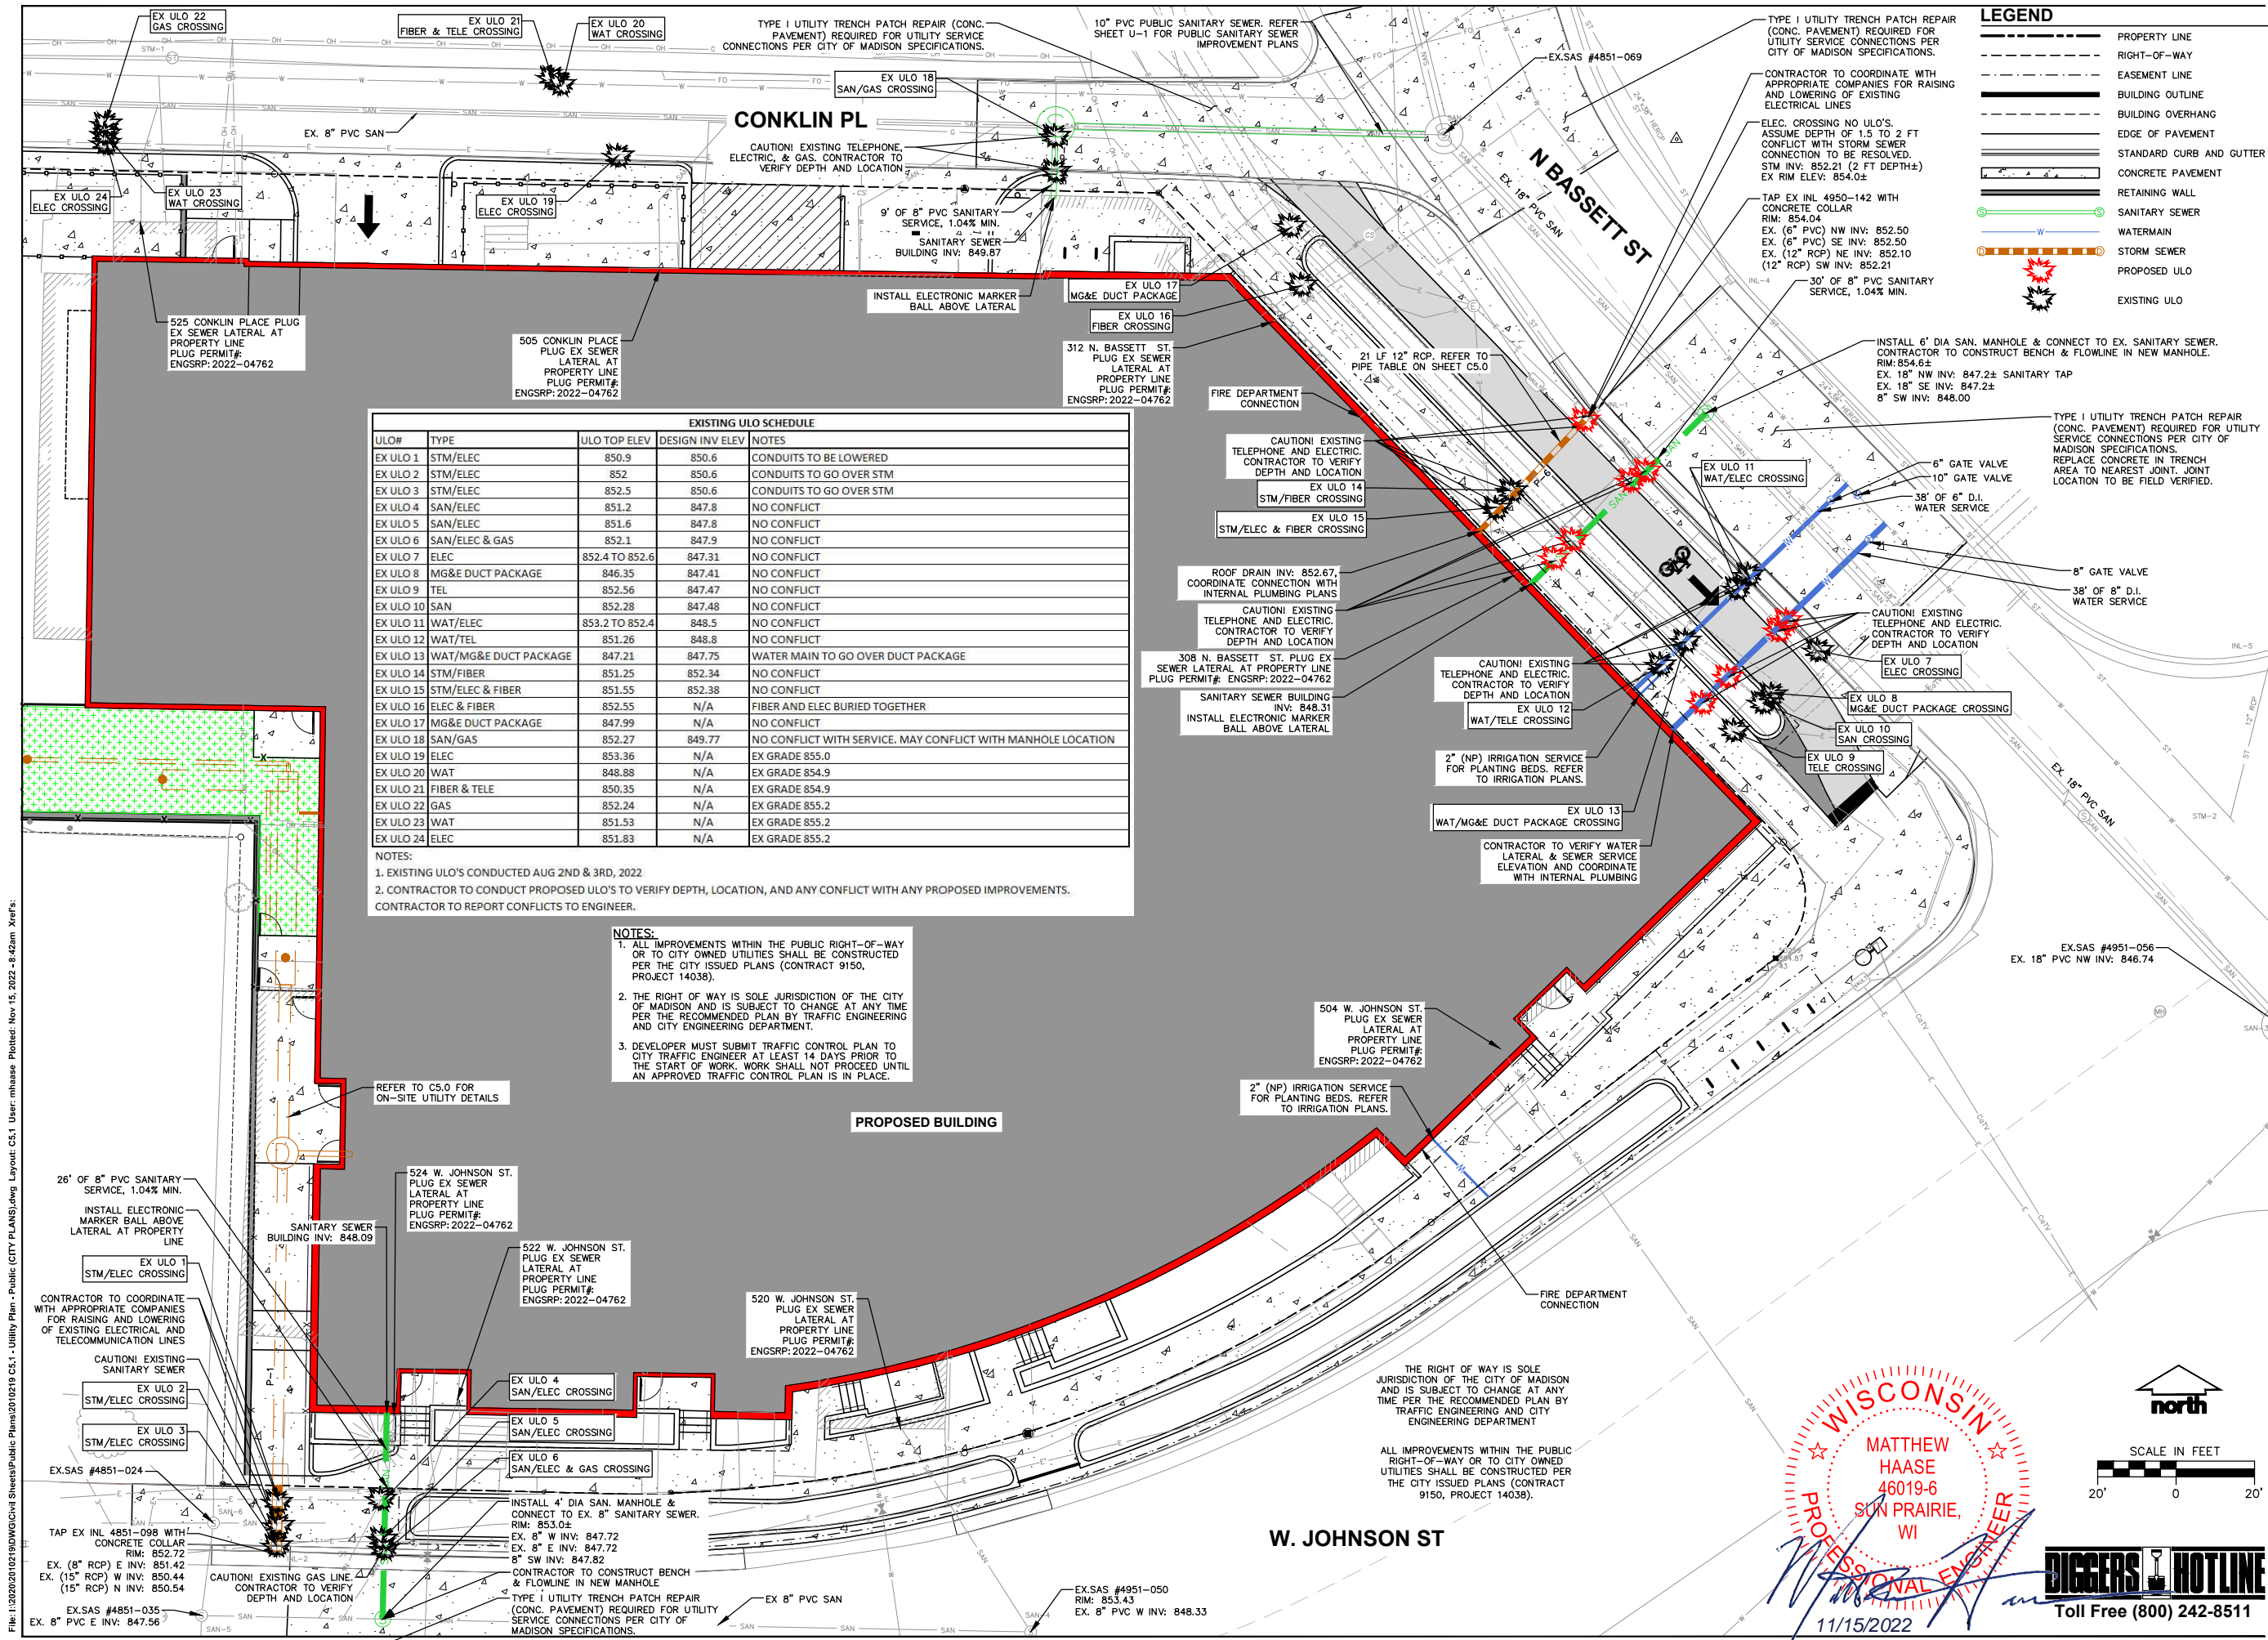 EX ULO 22
GAS CROSSING
EX ULO 21
FIBER & TELE CROSSING
EX ULO 20
WAT CROSSING
TYPE I UTILITY TRENCH PATCH REPAIR (CONC.
PAVEMENT) REQUIRED FOR UTILITY SERVICE
CONNECTIONS PER CITY OF MADISON SPECIFICATIONS.
10" PVC PUBLIC SANITARY SEWER. REFER
SHEET U-1 FOR PUBLIC SANITARY SEWER
IMPROVEMENT PLANS
EX.SAS #4851-069
TYPE I UTILITY TRENCH PATCH REPAIR
(CONC. PAVEMENT) REQUIRED FOR
UTILITY SERVICE CONNECTIONS PER
CITY OF MADISON SPECIFICATIONS.
CONTRACTOR TO COORDINATE WITH
APPROPRIATE COMPANIES FOR RAISING
AND LOWERING OF EXISTING
ELECTRICAL LINES
ELEC. CROSSING NO ULO'S.
ASSUME DEPTH OF 1.5 TO 2 FT
CONFLICT WITH STORM SEWER
CONNECTION TO BE RESOLVED.
STM INV: 852.21 (2 FT DEPTH±)
EX RIM ELEV: 854.0±
TAP EX INL 4950-142 WITH
CONCRETE COLLAR
RIM: 854.04
EX. (6" PVC) NW INV: 852.50
EX. (6" PVC) SE INV: 852.50
EX. (12" RCP) NE INV: 852.10
(12" RCP) SW INV: 852.21
30' OF 8" PVC SANITARY
SERVICE, 1.04% MIN.
LEGEND
PROPERTY LINE
RIGHT-OF-WAY
EASEMENT LINE
BUILDING OUTLINE
BUILDING OVERHANG
EDGE OF PAVEMENT
STANDARD CURB AND GUTTER
CONCRETE PAVEMENT
RETAINING WALL
SANITARY SEWER
WATERMAIN
STORM SEWER
PROPOSED ULO
EXISTING ULO
EX ULO 18
SAN/GAS CROSSING
CONKLIN PL
EX. 8" PVC SAN
CAUTION! EXISTING TELEPHONE,
ELECTRIC, & GAS. CONTRACTOR TO
VERIFY DEPTH AND LOCATION
N BASSETT ST
EX. 18" PVC SAN
EX ULO 24
ELEC CROSSING
EX ULO 23
WAT CROSSING
EX ULO 19
ELEC CROSSING
9' OF 8" PVC SANITARY
SERVICE, 1.04% MIN.
SANITARY SEWER
BUILDING INV: 849.87
INSTALL ELECTRONIC MARKER
BALL ABOVE LATERAL
EX ULO 17
MG&E DUCT PACKAGE
EX ULO 16
FIBER CROSSING
525 CONKLIN PLACE PLUG
EX SEWER LATERAL AT
PROPERTY LINE
PLUG PERMIT#:
ENGSRP: 2022-04762
505 CONKLIN PLACE
PLUG EX SEWER
LATERAL AT
PROPERTY LINE
PLUG PERMIT#:
ENGSRP: 2022-04762
312 N. BASSETT ST.
PLUG EX SEWER
LATERAL AT
PROPERTY LINE
PLUG PERMIT#:
ENGSRP: 2022-04762
21 LF 12" RCP. REFER TO
PIPE TABLE ON SHEET C5.0
INSTALL 6' DIA SAN. MANHOLE & CONNECT TO EX. SANITARY SEWER.
CONTRACTOR TO CONSTRUCT BENCH & FLOWLINE IN NEW MANHOLE.
RIM: 854.6±
EX. 18" NW INV: 847.2± SANITARY TAP
EX. 18" SE INV: 847.2±
8" SW INV: 848.00
TYPE I UTILITY TRENCH PATCH REPAIR
(CONC. PAVEMENT) REQUIRED FOR UTILITY
SERVICE CONNECTIONS PER CITY OF
MADISON SPECIFICATIONS.
REPLACE CONCRETE IN TRENCH
AREA TO NEAREST JOINT. JOINT
LOCATION TO BE FIELD VERIFIED.
FIRE DEPARTMENT
CONNECTION
CAUTION! EXISTING
TELEPHONE AND ELECTRIC.
CONTRACTOR TO VERIFY
DEPTH AND LOCATION
EX ULO 14
STM/FIBER CROSSING
EX ULO 15
STM/ELEC & FIBER CROSSING
EX ULO 11
WAT/ELEC CROSSING
6" GATE VALVE
10" GATE VALVE
38' OF 6" D.I.
WATER SERVICE
8" GATE VALVE
38' OF 8" D.I.
WATER SERVICE
ROOF DRAIN INV: 852.67,
COORDINATE CONNECTION WITH
INTERNAL PLUMBING PLANS
CAUTION! EXISTING
TELEPHONE AND ELECTRIC.
CONTRACTOR TO VERIFY
DEPTH AND LOCATION
308 N. BASSETT ST. PLUG EX
SEWER LATERAL AT PROPERTY LINE
PLUG PERMIT#: ENGSRP: 2022-04762
SANITARY SEWER BUILDING
INV: 848.31
INSTALL ELECTRONIC MARKER
BALL ABOVE LATERAL
CAUTION! EXISTING
TELEPHONE AND ELECTRIC.
CONTRACTOR TO VERIFY
DEPTH AND LOCATION
EX ULO 7
ELEC CROSSING
EX ULO 8
MG&E DUCT PACKAGE CROSSING
EX ULO 10
SAN CROSSING
EX ULO 9
TELE CROSSING
CAUTION! EXISTING
TELEPHONE AND ELECTRIC.
CONTRACTOR TO VERIFY
DEPTH AND LOCATION
EX ULO 12
WAT/TELE CROSSING
2" (NP) IRRIGATION SERVICE
FOR PLANTING BEDS. REFER
TO IRRIGATION PLANS.
EX ULO 13
WAT/MG&E DUCT PACKAGE CROSSING
CONTRACTOR TO VERIFY WATER
LATERAL & SEWER SERVICE
ELEVATION AND COORDINATE
WITH INTERNAL PLUMBING
EX. 18" PVC SAN
EXISTING ULO SCHEDULE
ULO# TYPE ULO TOP ELEV DESIGN INV ELEV NOTES
EX ULO 1 STM/ELEC 850.9 850.6 CONDUITS TO BE LOWERED
EX ULO 2 STM/ELEC 852 850.6 CONDUITS TO GO OVER STM
EX ULO 3 STM/ELEC 852.5 850.6 CONDUITS TO GO OVER STM
EX ULO 4 SAN/ELEC 851.2 847.8 NO CONFLICT
EX ULO 5 SAN/ELEC 851.6 847.8 NO CONFLICT
EX ULO 6 SAN/ELEC & GAS 852.1 847.9 NO CONFLICT
EX ULO 7 ELEC 852.4 TO 852.6 847.31 NO CONFLICT
EX ULO 8 MG&E DUCT PACKAGE 846.35 847.41 NO CONFLICT
EX ULO 9 TEL 852.56 847.47 NO CONFLICT
EX ULO 10 SAN 852.28 847.48 NO CONFLICT
EX ULO 11 WAT/ELEC 853.2 TO 852.4 848.5 NO CONFLICT
EX ULO 12 WAT/TEL 851.26 848.8 NO CONFLICT
EX ULO 13 WAT/MG&E DUCT PACKAGE 847.21 847.75 WATER MAIN TO GO OVER DUCT PACKAGE
EX ULO 14 STM/FIBER 851.25 852.34 NO CONFLICT
EX ULO 15 STM/ELEC & FIBER 851.55 852.38 NO CONFLICT
EX ULO 16 ELEC & FIBER 852.55 N/A FIBER AND ELEC BURIED TOGETHER
EX ULO 17 MG&E DUCT PACKAGE 847.99 N/A NO CONFLICT
EX ULO 18 SAN/GAS 852.27 849.77 NO CONFLICT WITH SERVICE. MAY CONFLICT WITH MANHOLE LOCATION
EX ULO 19 ELEC 853.36 N/A EX GRADE 855.0
EX ULO 20 WAT 848.88 N/A EX GRADE 854.9
EX ULO 21 FIBER & TELE 850.35 N/A EX GRADE 854.9
EX ULO 22 GAS 852.24 N/A EX GRADE 855.2
EX ULO 23 WAT 851.53 N/A EX GRADE 855.2
EX ULO 24 ELEC 851.83 N/A EX GRADE 855.2
NOTES:
1. EXISTING ULO'S CONDUCTED AUG 2ND & 3RD, 2022
2. CONTRACTOR TO CONDUCT PROPOSED ULO'S TO VERIFY DEPTH, LOCATION, AND ANY CONFLICT WITH ANY PROPOSED IMPROVEMENTS.
CONTRACTOR TO REPORT CONFLICTS TO ENGINEER.
NOTES:
1. ALL IMPROVEMENTS WITHIN THE PUBLIC RIGHT-OF-WAY
OR TO CITY OWNED UTILITIES SHALL BE CONSTRUCTED
PER THE CITY ISSUED PLANS (CONTRACT 9150,
PROJECT 14038).
2. THE RIGHT OF WAY IS SOLE JURISDICTION OF THE CITY
OF MADISON AND IS SUBJECT TO CHANGE AT ANY TIME
PER THE RECOMMENDED PLAN BY TRAFFIC ENGINEERING
AND CITY ENGINEERING DEPARTMENT.
3. DEVELOPER MUST SUBMIT TRAFFIC CONTROL PLAN TO
CITY TRAFFIC ENGINEER AT LEAST 14 DAYS PRIOR TO
THE START OF WORK. WORK SHALL NOT PROCEED UNTIL
AN APPROVED TRAFFIC CONTROL PLAN IS IN PLACE.
PROPOSED BUILDING
REFER TO C5.0 FOR
ON-SITE UTILITY DETAILS
504 W. JOHNSON ST.
PLUG EX SEWER
LATERAL AT
PROPERTY LINE
PLUG PERMIT#:
ENGSRP: 2022-04762
2" (NP) IRRIGATION SERVICE
FOR PLANTING BEDS. REFER
TO IRRIGATION PLANS.
EX.SAS #4951-056
EX. 18" PVC NW INV: 846.74
FIRE DEPARTMENT
CONNECTION
26' OF 8" PVC SANITARY
SERVICE, 1.04% MIN.
INSTALL ELECTRONIC
MARKER BALL ABOVE
LATERAL AT PROPERTY
LINE
SANITARY SEWER
BUILDING INV: 848.09
524 W. JOHNSON ST.
PLUG EX SEWER
LATERAL AT
PROPERTY LINE
PLUG PERMIT#:
ENGSRP: 2022-04762
522 W. JOHNSON ST.
PLUG EX SEWER
LATERAL AT
PROPERTY LINE
PLUG PERMIT#:
ENGSRP: 2022-04762
520 W. JOHNSON ST.
PLUG EX SEWER
LATERAL AT
PROPERTY LINE
PLUG PERMIT#:
ENGSRP: 2022-04762
EX ULO 1
STM/ELEC CROSSING
CONTRACTOR TO COORDINATE
WITH APPROPRIATE COMPANIES
FOR RAISING AND LOWERING
OF EXISTING ELECTRICAL AND
TELECOMMUNICATION LINES
CAUTION! EXISTING
SANITARY SEWER
EX ULO 2
STM/ELEC CROSSING
EX ULO 3
STM/ELEC CROSSING
EX.SAS #4851-024
EX ULO 4
SAN/ELEC CROSSING
EX ULO 5
SAN/ELEC CROSSING
EX ULO 6
SAN/ELEC & GAS CROSSING
TAP EX INL 4851-098 WITH
CONCRETE COLLAR
RIM: 852.72
EX. (8" RCP) E INV: 851.42
EX. (15" RCP) W INV: 850.44
(15" RCP) N INV: 850.54
EX.SAS #4851-035
EX. 8" PVC E INV: 847.56
CAUTION! EXISTING GAS LINE.
CONTRACTOR TO VERIFY
DEPTH AND LOCATION
INSTALL 4' DIA SAN. MANHOLE &
CONNECT TO EX. 8" SANITARY SEWER.
RIM: 853.0±
EX. 8" W INV: 847.72
EX. 8" E INV: 847.72
8" SW INV: 847.82
CONTRACTOR TO CONSTRUCT BENCH
& FLOWLINE IN NEW MANHOLE
TYPE I UTILITY TRENCH PATCH REPAIR
(CONC. PAVEMENT) REQUIRED FOR UTILITY
SERVICE CONNECTIONS PER CITY OF
MADISON SPECIFICATIONS.
EX 8" PVC SAN
EX.SAS #4951-050
RIM: 853.43
EX. 8" PVC W INV: 848.33
W. JOHNSON ST
THE RIGHT OF WAY IS SOLE
JURISDICTION OF THE CITY OF MADISON
AND IS SUBJECT TO CHANGE AT ANY
TIME PER THE RECOMMENDED PLAN BY
TRAFFIC ENGINEERING AND CITY
ENGINEERING DEPARTMENT
ALL IMPROVEMENTS WITHIN THE PUBLIC
RIGHT-OF-WAY OR TO CITY OWNED
UTILITIES SHALL BE CONSTRUCTED PER
THE CITY ISSUED PLANS (CONTRACT
9150, PROJECT 14038).
WISCONSIN
MATTHEW
HAASE
46019-6
SUN PRAIRIE,
WI
PROFESSIONAL ENGINEER
11/15/2022
north
SCALE IN FEET
20' 0 20'
DIGGERS HOTLINE
Toll Free (800) 242-8511
File: I:\2020\2010219\DWG\Civil Sheets\Public Plans\2010219 C5.1 - Utility Plan - Public (CITY PLANS).dwg Layout: C5.1 User: mhaase Plotted: Nov 15, 2022 - 8:42am Xref's: